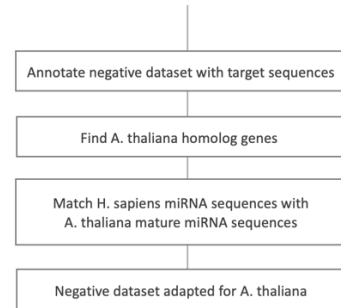 Annotate negative dataset with target sequences
Find A. thaliana homolog genes
Match H. sapiens miRNA sequences with
A. thaliana mature miRNA sequences
Negative dataset adapted for A. thaliana